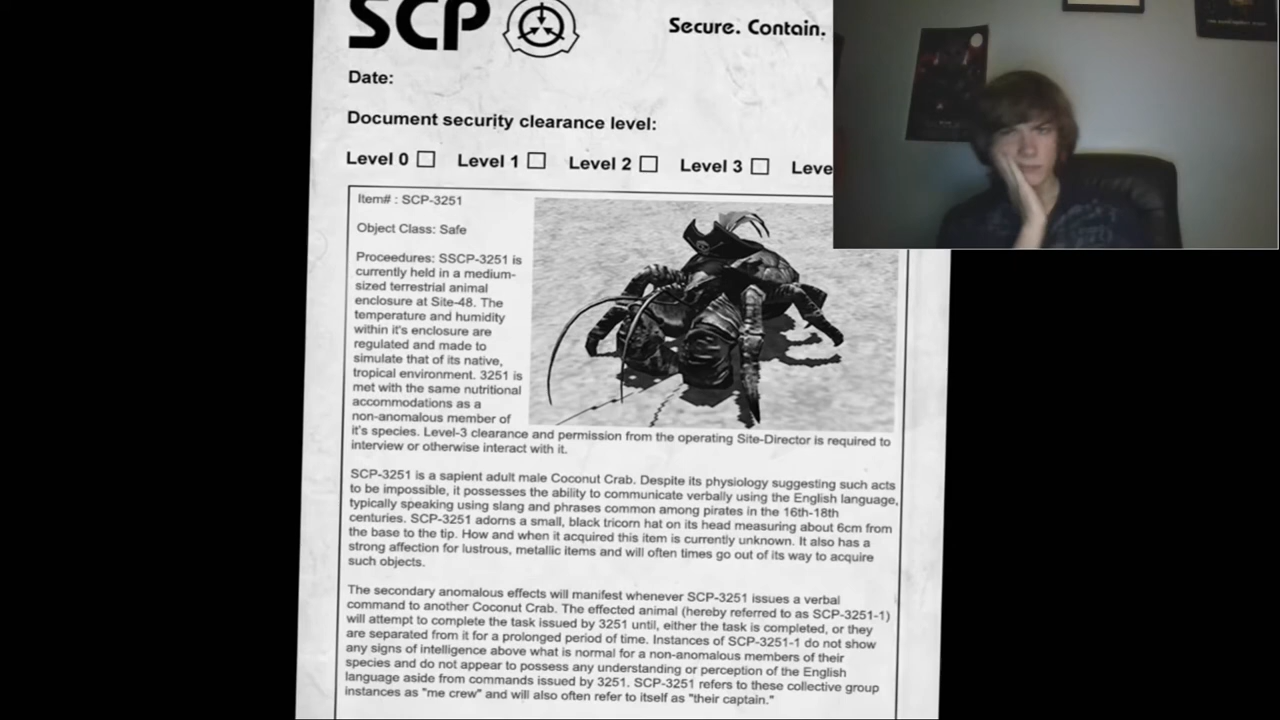 SCP
Secure. Contain.
Date:
Document security clearance level:
Level 0 Level 1 Level 2 Level 3 Leve
Item# : SCP-3251
Object Class: Safe
Proceedures: SSCP-3251 is
currently held in a medium-
sized terrestrial animal
enclosure at Site-48. The
temperature and humidity
within it's enclosure are
regulated and made to
simulate that of its native,
tropical environment. 3251 is
met with the same nutritional
accommodations as a
non-anomalous member of
it's species. Level-3 clearance and permission from the operating Site-Director is required to
interview or otherwise interact with it.
SCP-3251 is a sapient adult male Coconut Crab. Despite its physiology suggesting such acts
to be impossible, it possesses the ability to communicate verbally using the English language,
typically speaking using slang and phrases common among pirates in the 16th-18th
centuries. SCP-3251 adorns a small, black tricorn hat on its head measuring about 6cm from
the base to the tip. How and when it acquired this item is currently unknown. It also has a
strong affection for lustrous, metallic items and will often times go out of its way to acquire
such objects.
The secondary anomalous effects will manifest whenever SCP-3251 issues a verbal
command to another Coconut Crab. The effected animal (hereby referred to as SCP-3251-1)
will attempt to complete the task issued by 3251 until, either the task is completed, or they
are separated from it for a prolonged period of time. Instances of SCP-3251-1 do not show
any signs of intelligence above what is normal for a non-anomalous members of their
species and do not appear to possess any understanding or perception of the English
language aside from commands issued by 3251. SCP-3251 refers to these collective group
instances as "me crew" and will also often refer to itself as "their captain."